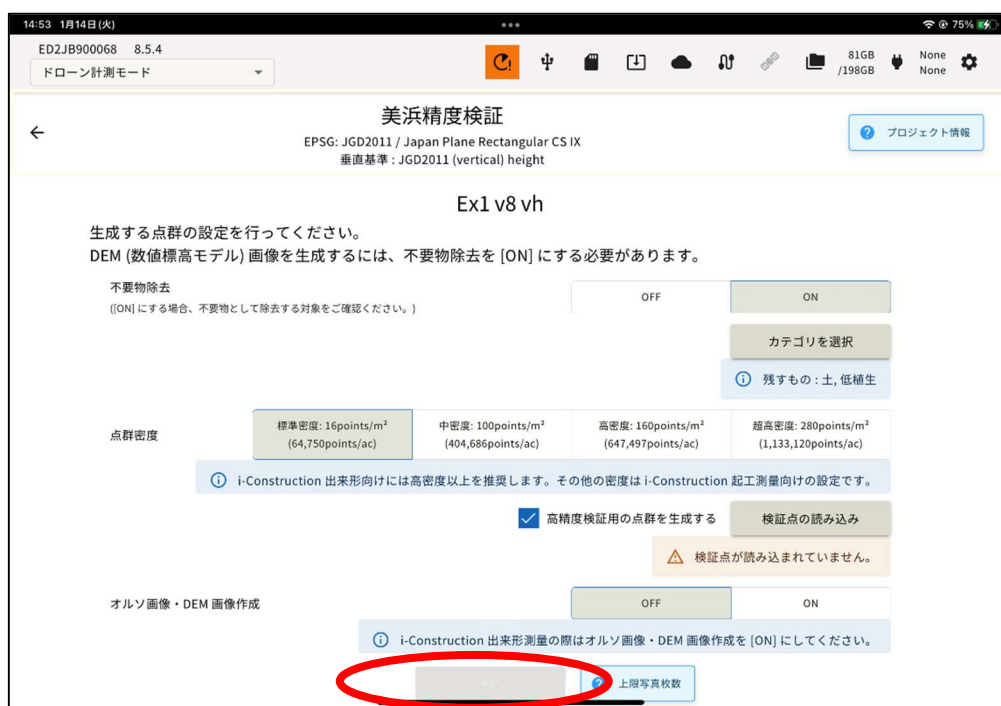 14:53 1月14日(火)
75%
ED2JB900068 8.5.4
ドローン計測モード
81GB
/198GB
None
None
美浜精度検証
EPSG: JGD2011 / Japan Plane Rectangular CS IX
垂直基準 : JGD2011 (vertical) height
プロジェクト情報
Ex1 v8 vh
生成する点群の設定を行ってください。
DEM (数値標高モデル) 画像を生成するには、不要物除去を [ON] にする必要があります。
不要物除去
([ON] にする場合、不要物として除去する対象をご確認ください。)
OFF
ON
カテゴリを選択
残すもの : 土, 低植生
点群密度
標準密度: 16points/m²
(64,750points/ac)
中密度: 100points/m²
(404,686points/ac)
高密度: 160points/m²
(647,497points/ac)
超高密度: 280points/m²
(1,133,120points/ac)
i-Construction 出来形向けには高密度以上を推奨します。その他の密度は i-Construction 起工測量向けの設定です。
高精度検証用の点群を生成する
検証点の読み込み
検証点が読み込まれていません。
オルソ画像・DEM 画像作成
OFF
ON
i-Construction 出来形測量の際はオルソ画像・DEM 画像作成を [ON] にしてください。
上限写真枚数